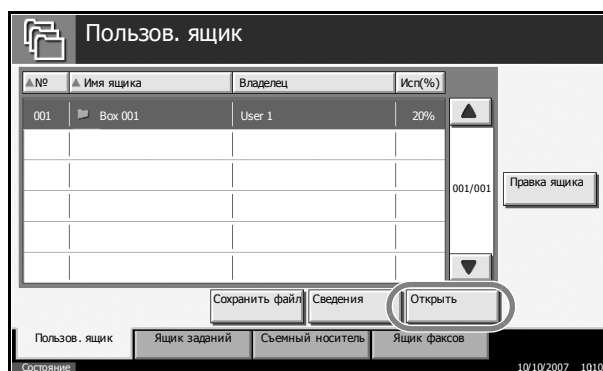 Пользов. ящик
№ Имя ящика Владелец Исп(%)
001 Box 001 User 1 20%
001/001
Правка ящика
Сохранить файл Сведения Открыть
Пользов. ящик Ящик заданий Съемный носитель Ящик факсов
Состояние 10/10/2007 1010